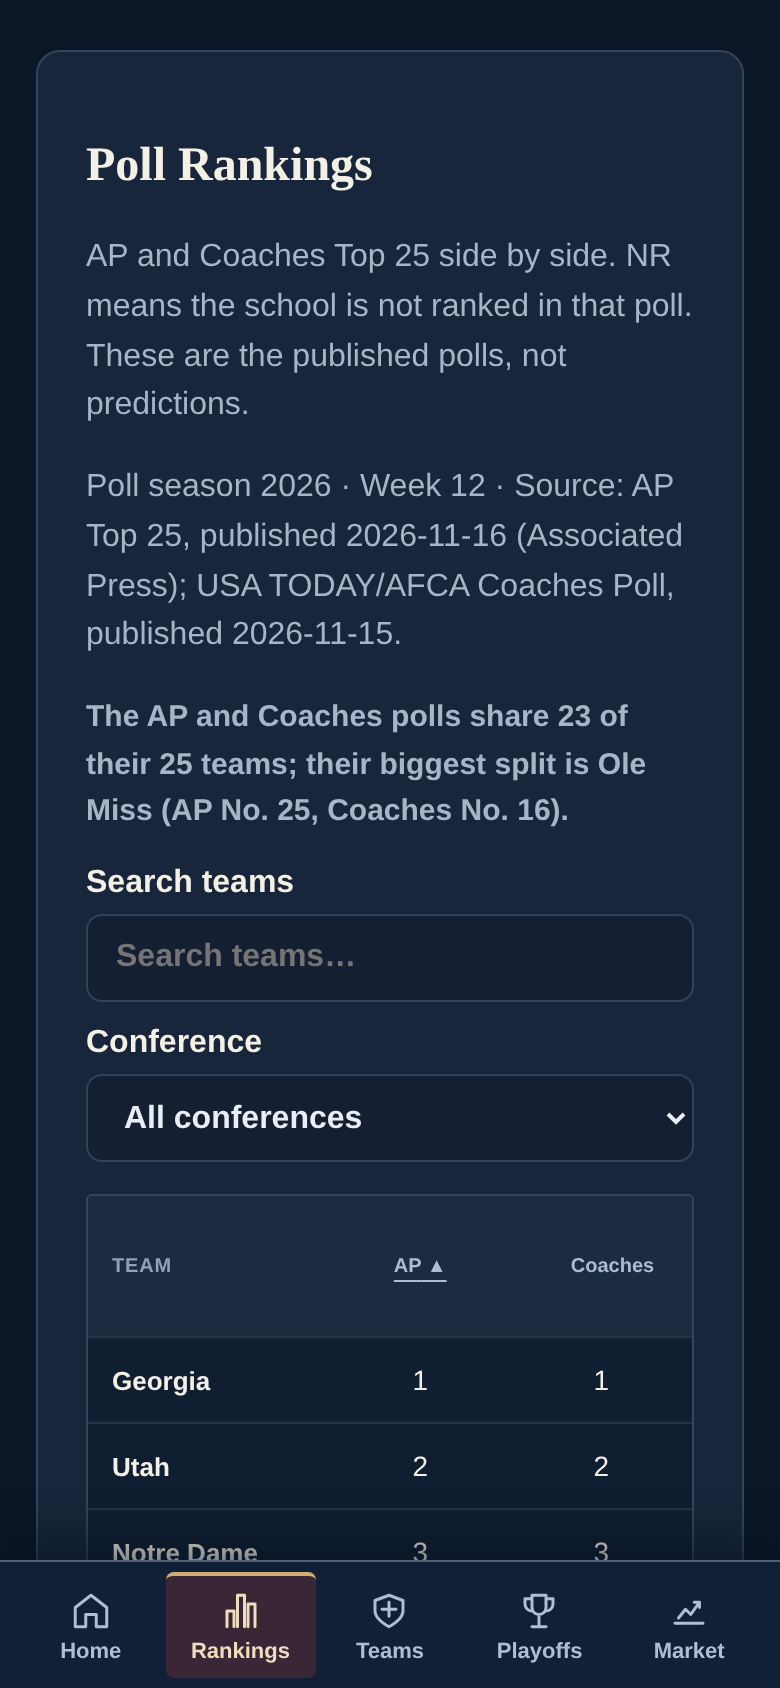 Poll Rankings
AP and Coaches Top 25 side by side. NR
means the school is not ranked in that poll.
These are the published polls, not
predictions.
Poll season 2026 · Week 12 · Source: AP
Top 25, published 2026-11-16 (Associated
Press); USA TODAY/AFCA Coaches Poll,
published 2026-11-15.
The AP and Coaches polls share 23 of
their 25 teams; their biggest split is Ole
Miss (AP No. 25, Coaches No. 16).
Search teams
Search teams…
Conference
All conferences
TEAM AP ▲ Coaches
Georgia 1 1
Utah 2 2
Notre Dame 3 3
Home Rankings Teams Playoffs Market